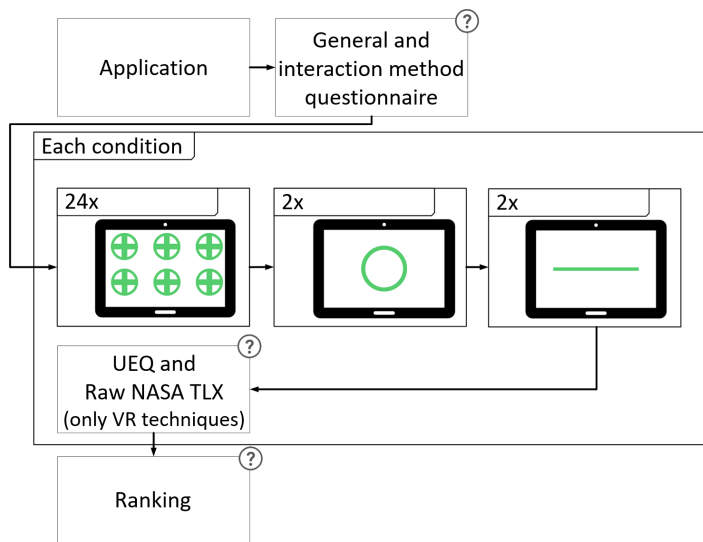 Application
General and
interaction method
questionnaire
?
Each condition
24x
2x
2x
UEQ and
Raw NASA TLX
(only VR techniques)
?
Ranking
?